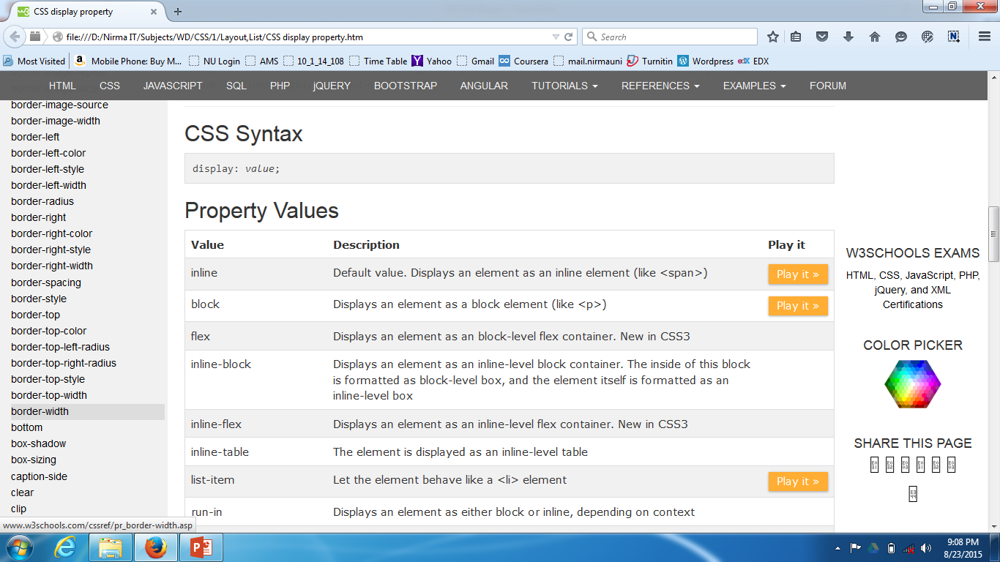 CSS display property
file:///D:/Nirma IT/Subjects/WD/CSS/1/Layout,List/CSS display property.htm
Search
Most Visited
Mobile Phone: Buy M...
NU Login
AMS
10_1_14_108
Time Table
Yahoo
Gmail
Coursera
mail.nirmauni
Turnitin
Wordpress
EDX
HTML CSS JAVASCRIPT SQL PHP jQUERY BOOTSTRAP ANGULAR TUTORIALS REFERENCES EXAMPLES FORUM
border-image-source
border-image-width
border-left
border-left-color
border-left-style
border-left-width
border-radius
border-right
border-right-color
border-right-style
border-right-width
border-spacing
border-style
border-top
border-top-color
border-top-left-radius
border-top-right-radius
border-top-style
border-top-width
border-width
bottom
box-shadow
box-sizing
caption-side
clear
clip
www.w3schools.com/cssref/pr_border-width.asp
CSS Syntax
display: value;
Property Values
Value Description Play it
inline Default value. Displays an element as an inline element (like <span>) Play it »
block Displays an element as a block element (like <p>) Play it »
flex Displays an element as an block-level flex container. New in CSS3
inline-block Displays an element as an inline-level block container. The inside of this block
is formatted as block-level box, and the element itself is formatted as an
inline-level box
inline-flex Displays an element as an inline-level flex container. New in CSS3
inline-table The element is displayed as an inline-level table
list-item Let the element behave like a <li> element Play it »
run-in Displays an element as either block or inline, depending on context
W3SCHOOLS EXAMS
HTML, CSS, JavaScript, PHP,
jQuery, and XML
Certifications
COLOR PICKER
SHARE THIS PAGE
9:08 PM
8/23/2015